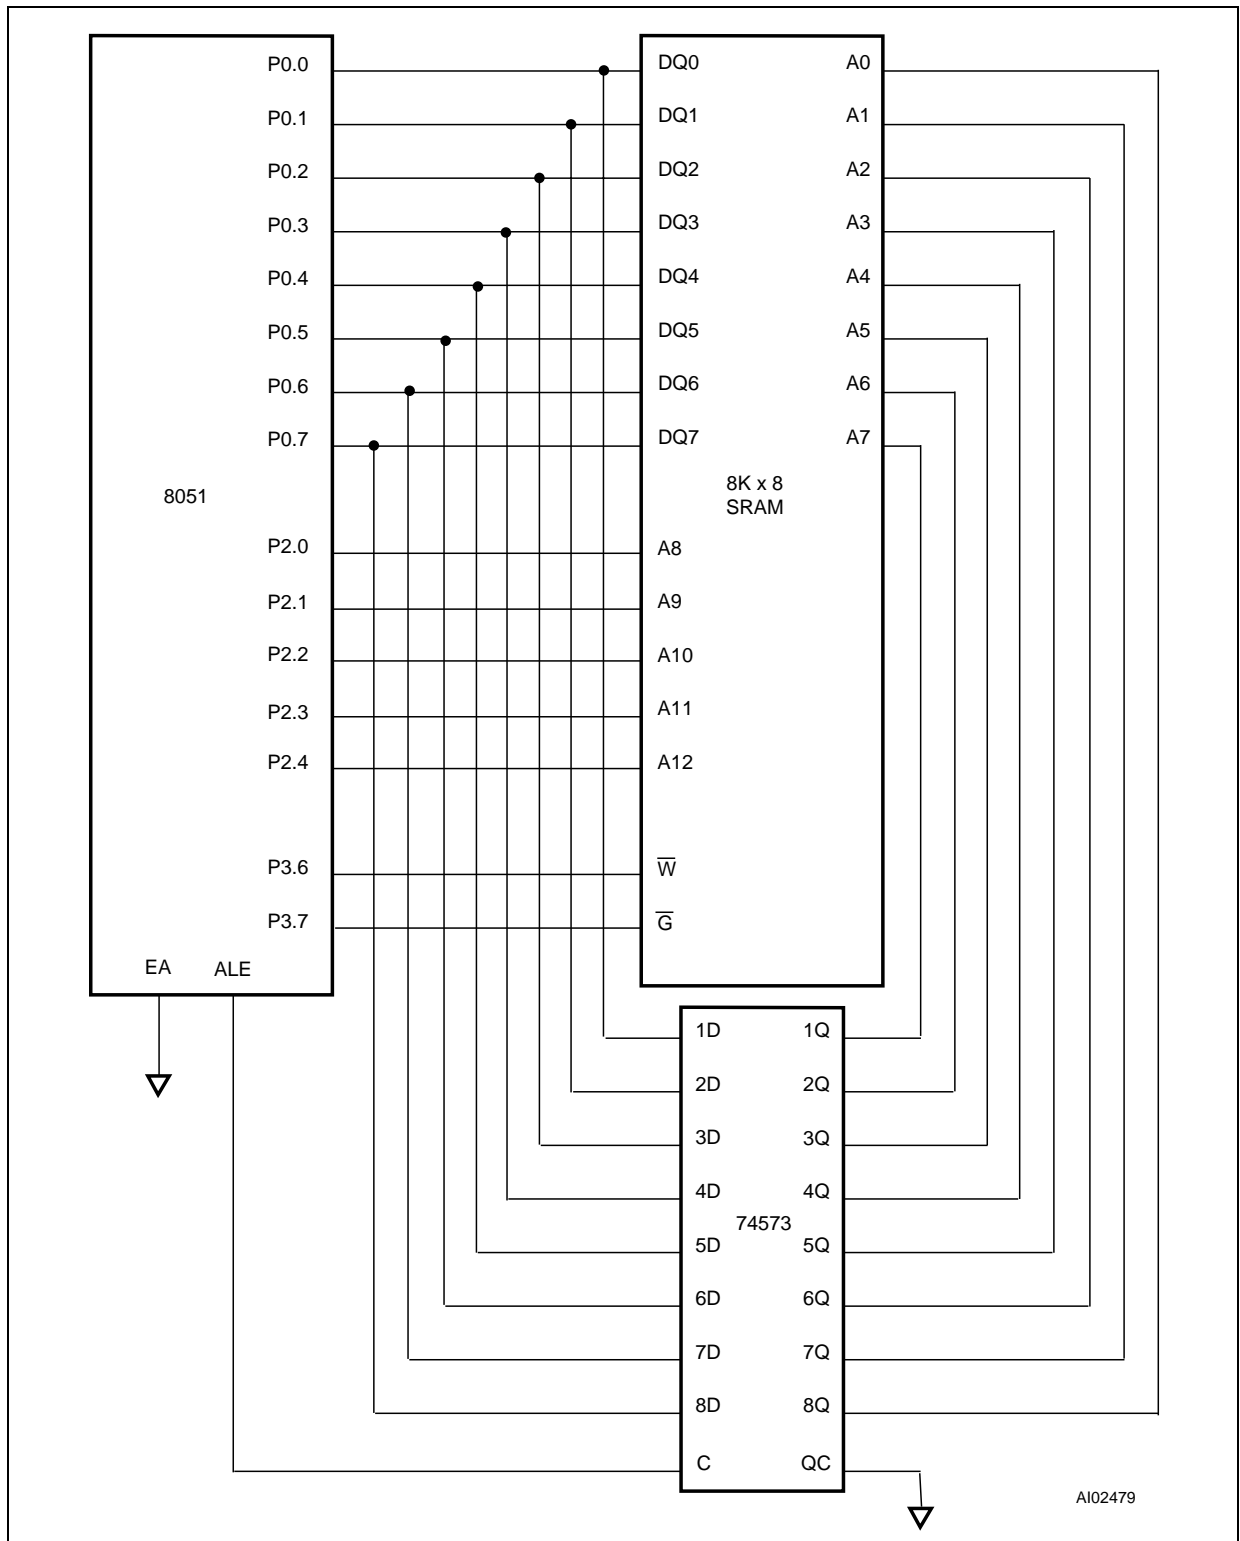 P0.0
P0.1
P0.2
P0.3
P0.4
P0.5
P0.6
P0.7
8051
P2.0
P2.1
P2.2
P2.3
P2.4
P3.6
P3.7
EA
ALE
DQ0
A0
DQ1
A1
DQ2
A2
DQ3
A3
DQ4
A4
DQ5
A5
DQ6
A6
DQ7
A7
8K x 8
SRAM
A8
A9
A10
A11
A12
W̅
G̅
1D
1Q
2D
2Q
3D
3Q
4D
4Q
74573
5D
5Q
6D
6Q
7D
7Q
8D
8Q
C
QC
AI02479